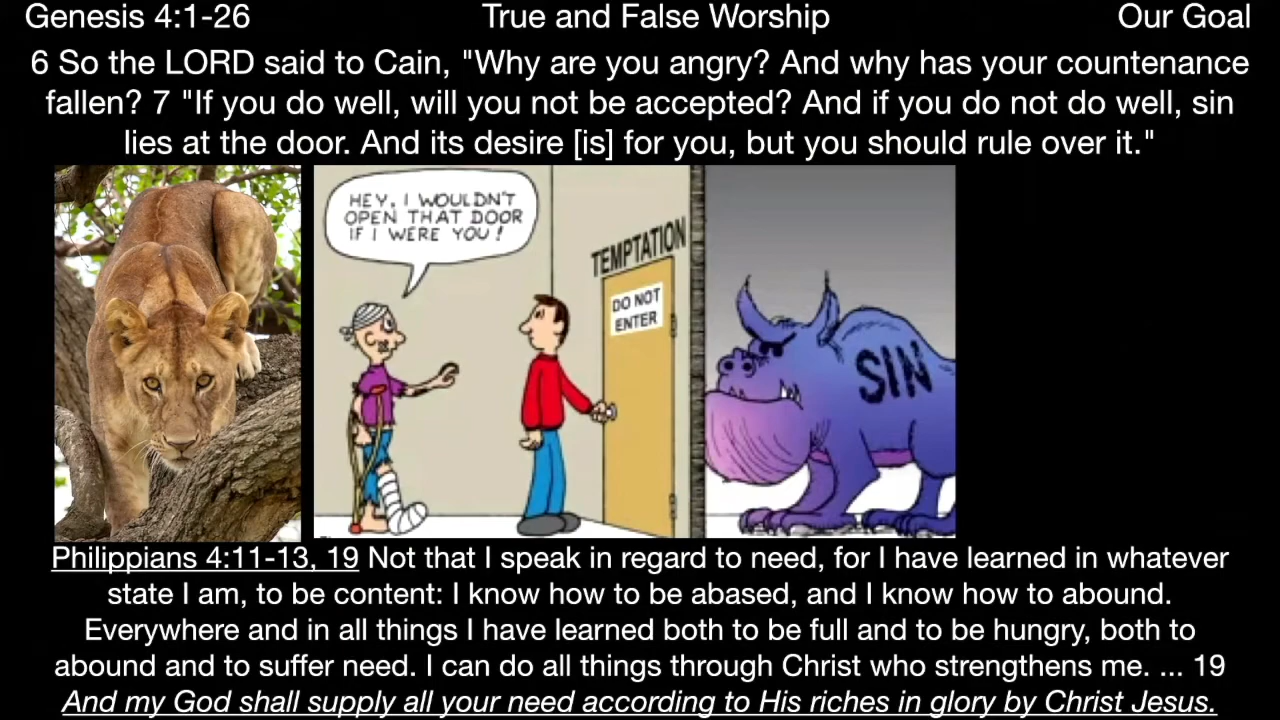 Genesis 4:1-26 True and False Worship Our Goal
6 So the LORD said to Cain, "Why are you angry? And why has your countenance
fallen? 7 "If you do well, will you not be accepted? And if you do not do well, sin
lies at the door. And its desire [is] for you, but you should rule over it."
HEY, I WOULDN'T
OPEN THAT DOOR
IF I WERE YOU!
TEMPTATION
DO NOT
ENTER
SIN
Philippians 4:11-13, 19 Not that I speak in regard to need, for I have learned in whatever
state I am, to be content: I know how to be abased, and I know how to abound.
Everywhere and in all things I have learned both to be full and to be hungry, both to
abound and to suffer need. I can do all things through Christ who strengthens me. ... 19
And my God shall supply all your need according to His riches in glory by Christ Jesus.